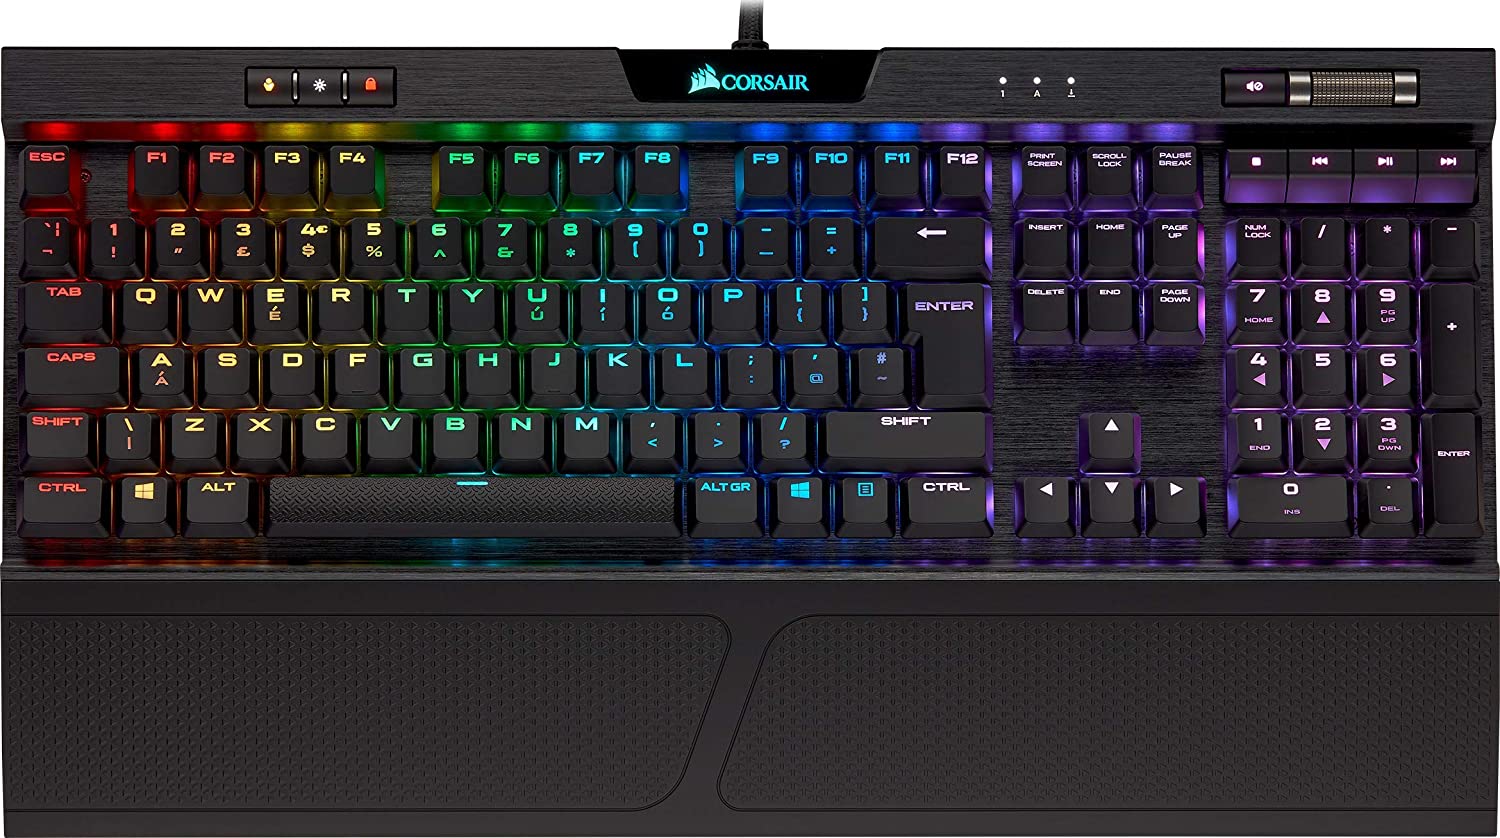 CORSAIR
1 A
ESC F1 F2 F3 F4 F5 F6 F7 F8 F9 F10 F11 F12 PRINT SCREEN SCROLL LOCK PAUSE BREAK
` ¦ ¬ 1 ! 2 " 3 £ 4 € $ 5 % 6 ^ 7 & 8 * 9 ( 0 ) - _ = + ← INSERT HOME PAGE UP NUM LOCK / * -
TAB Q W E É R T Y U Ú I Í O Ó P [ { ] } ENTER DELETE END PAGE DOWN 7 HOME 8 ▲ 9 PG UP +
CAPS A Á S D F G H J K L ; : ' @ # ~ 4 ◀ 5 6 ▶
SHIFT \ | Z X C V B N M , < . > / ? SHIFT ▲ 1 END 2 ▼ 3 PG DWN ENTER
CTRL ALT ALT GR CTRL ◀ ▼ ▶ 0 INS . DEL